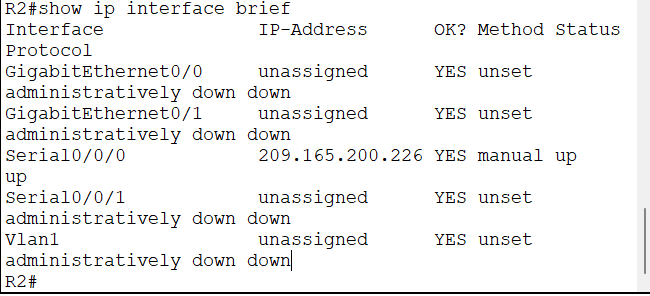 R2#show ip interface brief
Interface IP-Address OK? Method Status
Protocol
GigabitEthernet0/0 unassigned YES unset
administratively down down
GigabitEthernet0/1 unassigned YES unset
administratively down down
Serial0/0/0 209.165.200.226 YES manual up
up
Serial0/0/1 unassigned YES unset
administratively down down
Vlan1 unassigned YES unset
administratively down down
R2#